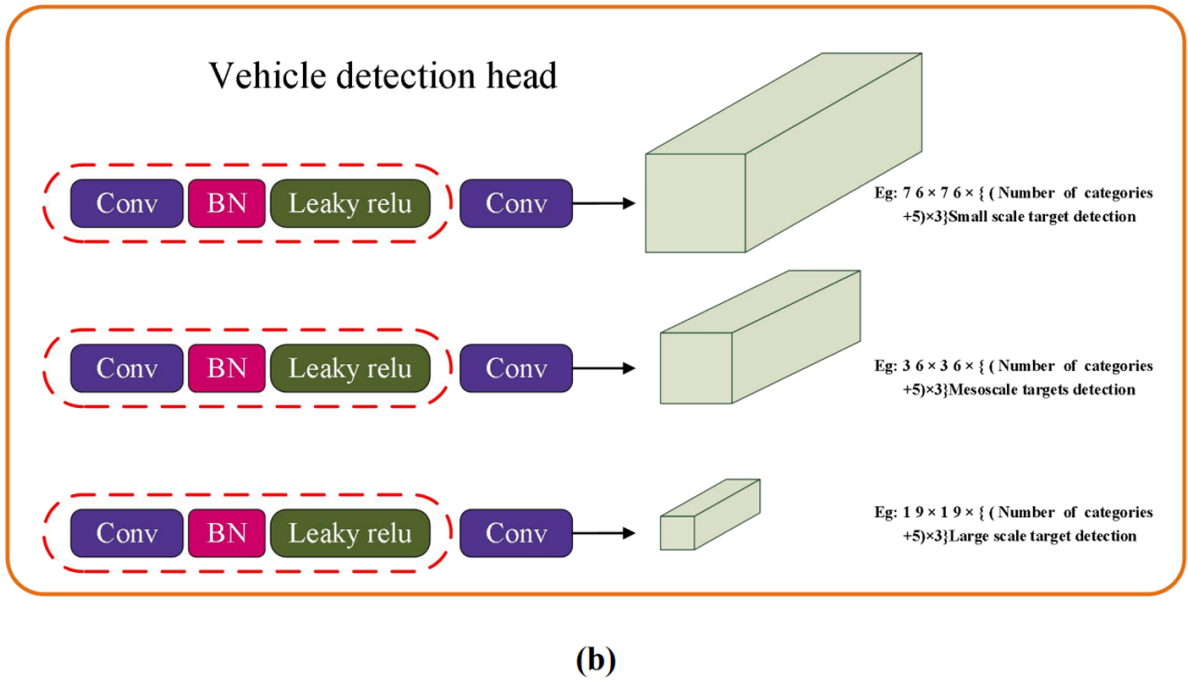 Vehicle detection head
Conv BN Leaky relu Conv
Eg: 7 6 × 7 6 × { ( Number of categories
+5)×3}Small scale target detection
Conv BN Leaky relu Conv
Eg: 3 6 × 3 6 × { ( Number of categories
+5)×3}Mesoscale targets detection
Conv BN Leaky relu Conv
Eg: 1 9 × 1 9 × { ( Number of categories
+5)×3}Large scale target detection
(b)